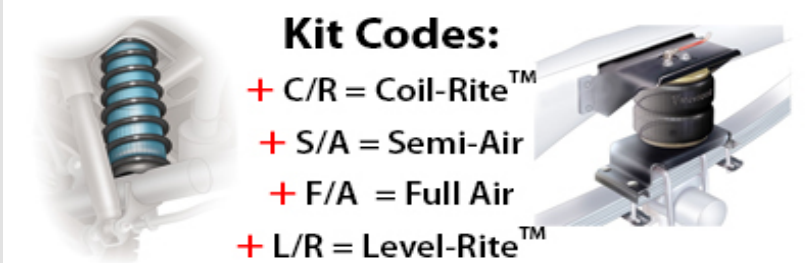 Kit Codes:
+ C/R = Coil-Rite™
+ S/A = Semi-Air
+ F/A = Full Air
+ L/R = Level-Rite™